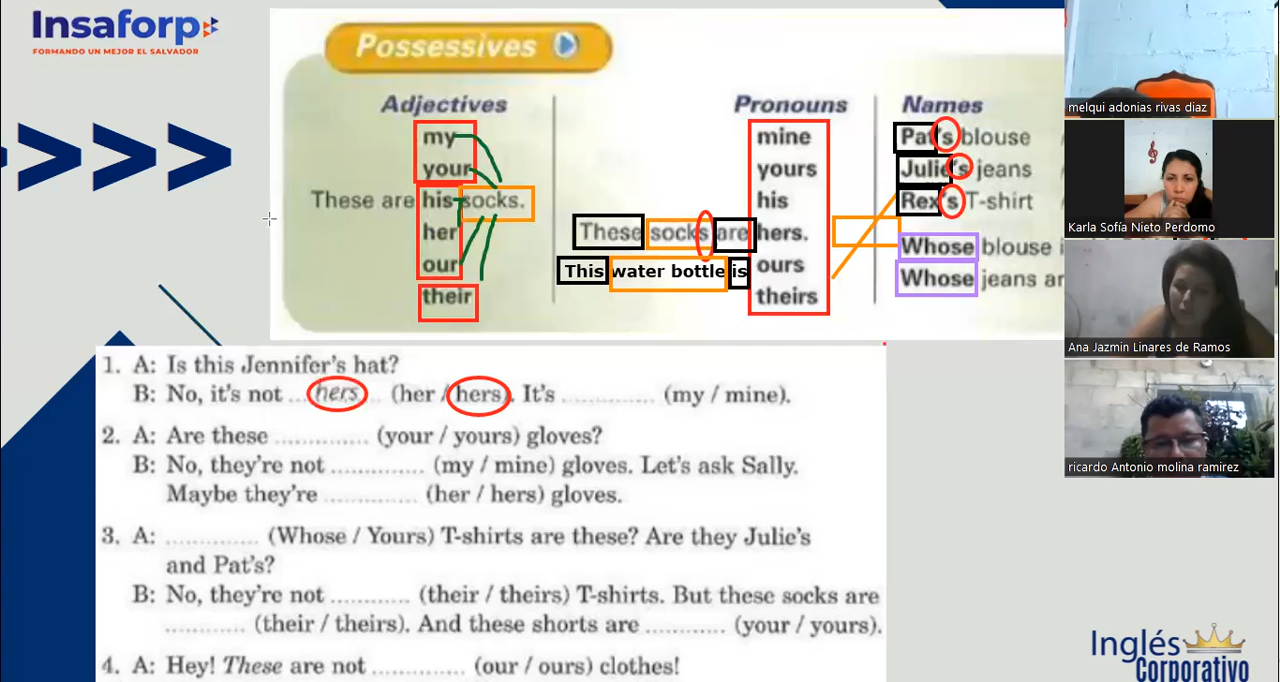 Insaforp
FORMANDO UN MEJOR EL SALVADOR
Possessives
Adjectives
my
your
These are his socks.
her
our
their
Pronouns
mine
yours
his
These socks are hers.
This water bottle is ours
theirs
Names
Pat's blouse
Julie's jeans
Rex's T-shirt
Whose blouse i
Whose jeans ar
1. A: Is this Jennifer's hat?
B: No, it's not ...hers... (her / hers). It's .............. (my / mine).
2. A: Are these .............. (your / yours) gloves?
B: No, they're not .............. (my / mine) gloves. Let's ask Sally.
Maybe they're .............. (her / hers) gloves.
3. A: .............. (Whose / Yours) T-shirts are these? Are they Julie's
and Pat's?
B: No, they're not ............ (their / theirs) T-shirts. But these socks are
............ (their / theirs). And these shorts are ............ (your / yours).
4. A: Hey! These are not .............. (our / ours) clothes!
melqui adonias rivas diaz
Karla Sofía Nieto Perdomo
Ana Jazmin Linares de Ramos
ricardo Antonio molina ramirez
Inglés
Corporativo